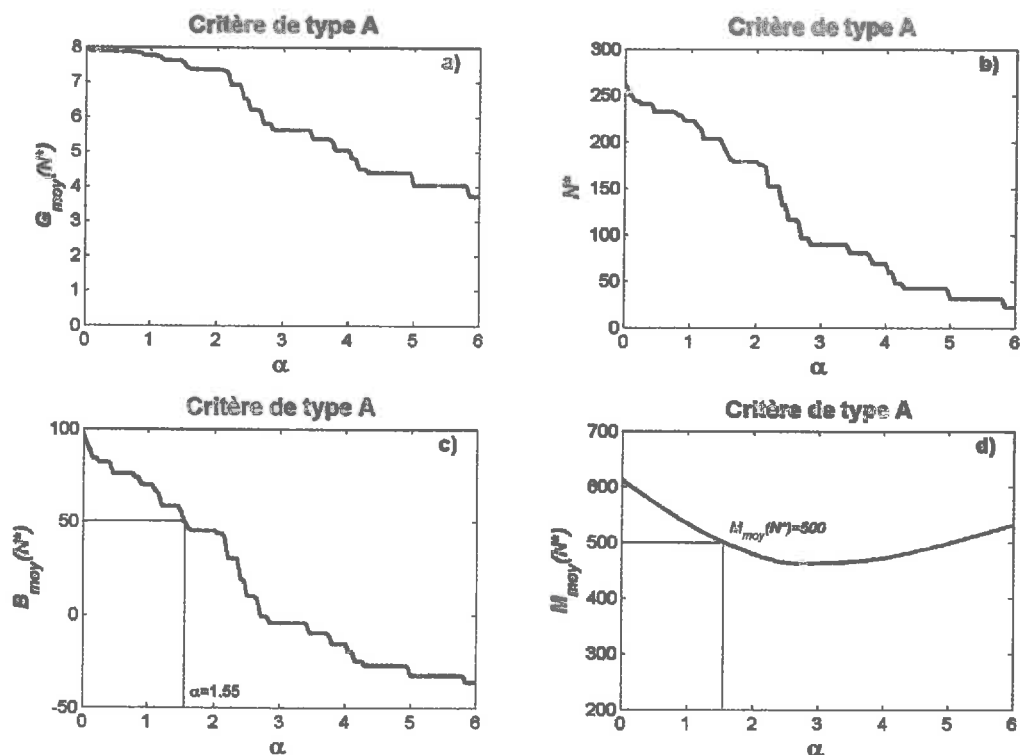 Critère de type A
a)
G_moy(N*)
8
7
6
5
4
3
2
1
0
0 1 2 3 4 5 6
α
Critère de type A
b)
N*
300
250
200
150
100
50
0
0 1 2 3 4 5 6
α
Critère de type A
c)
B_moy(N*)
100
50
0
-50
α=1.55
0 1 2 3 4 5 6
α
Critère de type A
d)
M_moy(N*)
700
600
500
400
300
200
M_moy(N*)=500
0 1 2 3 4 5 6
α